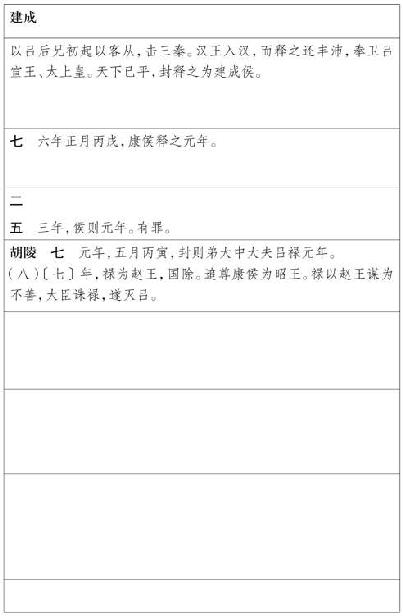 建成
以吕后兄初起以客从，击三秦。汉王入汉，而释之还丰沛，奉卫吕
宣王、太上皇。天下已平，封释之为建成侯。
七　六年正月丙戌，康侯释之元年。
二
五　三年，侯则元年。有罪。
胡陵　七　元年，五月丙寅，封则弟大中大夫吕禄元年。
（八）〔七〕年，禄为赵王，国除。追尊康侯为昭王。禄以赵王谋为
不善，大臣诛禄，遂灭吕。